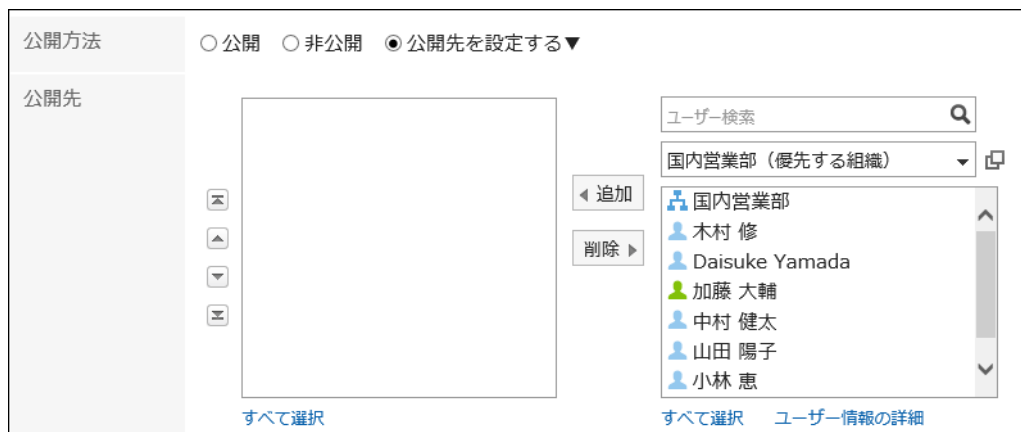 公開方法
公開 非公開 公開先を設定する▼
公開先
ユーザー検索
国内営業部（優先する組織）
追加
削除
国内営業部
木村 修
Daisuke Yamada
加藤 大輔
中村 健太
山田 陽子
小林 恵
すべて選択
すべて選択 ユーザー情報の詳細